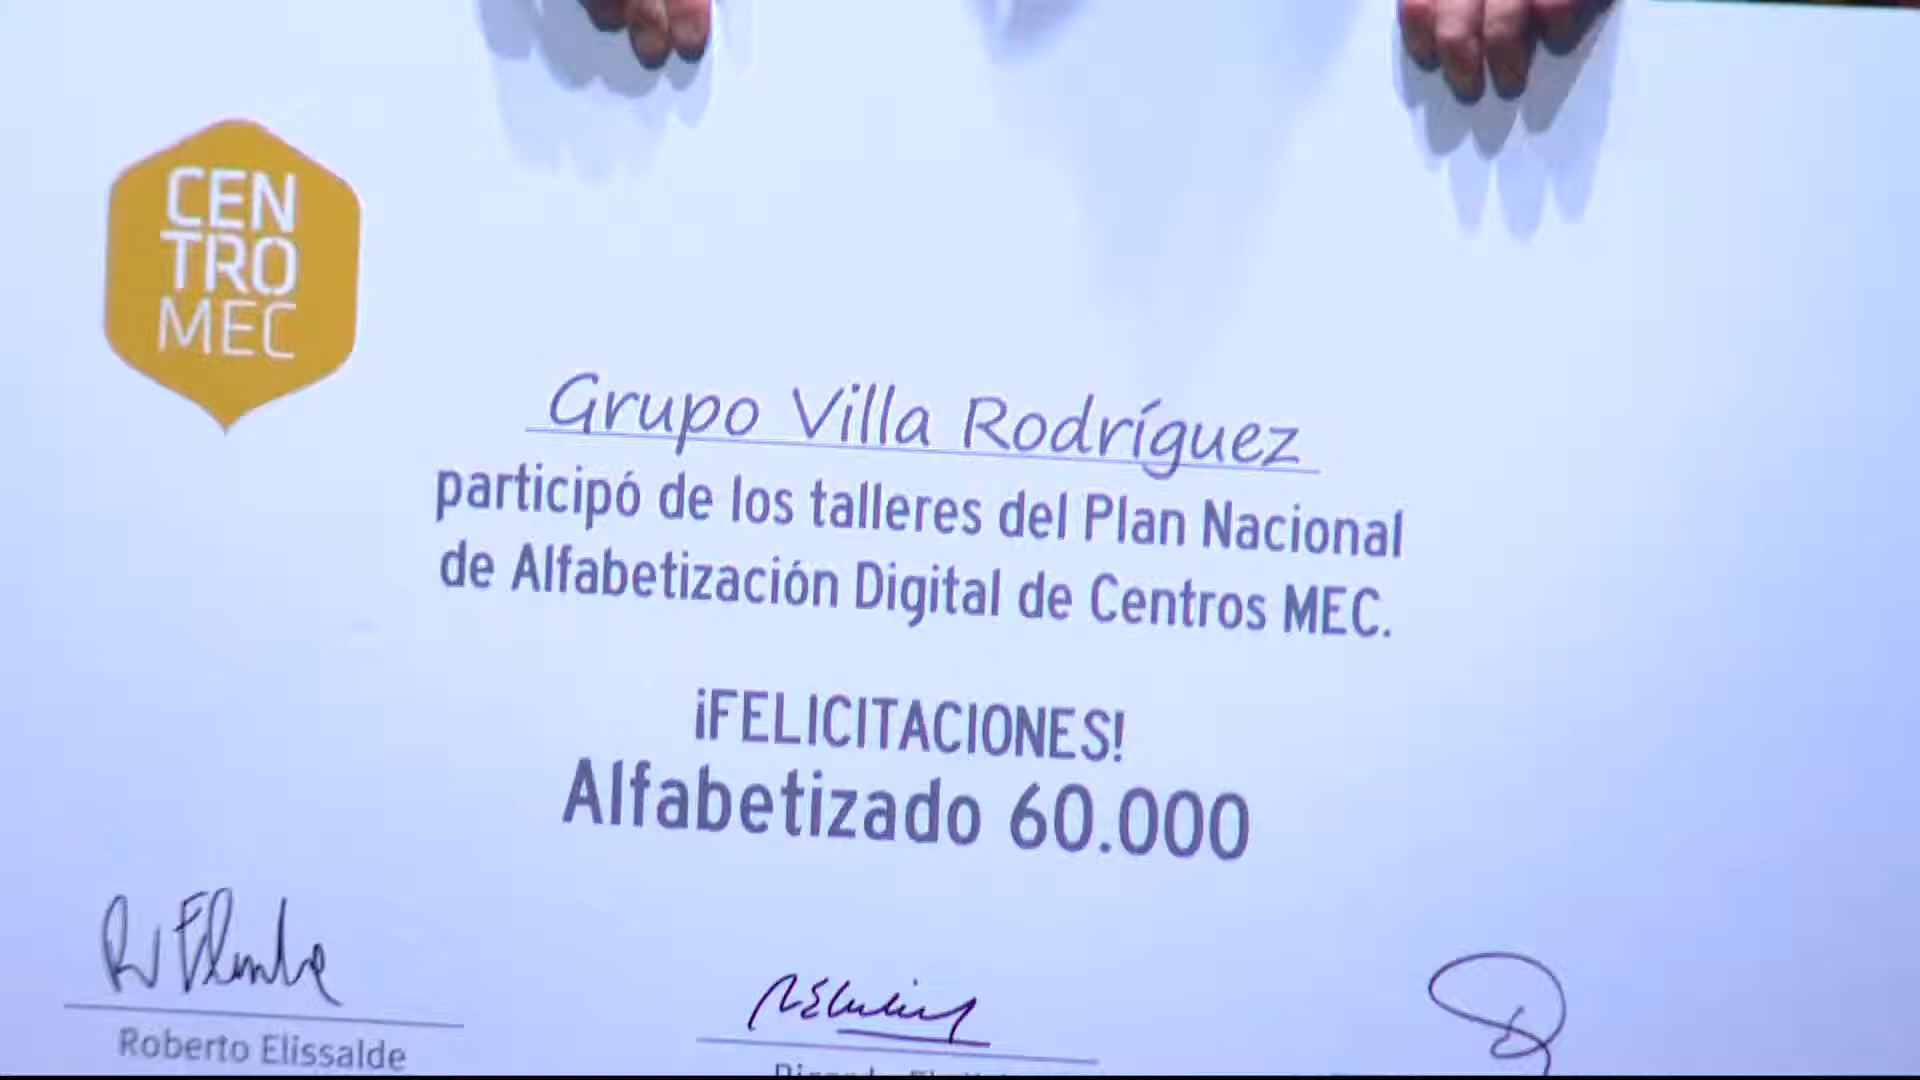 CEN
TRO
MEC
Grupo Villa Rodríguez
participó de los talleres del Plan Nacional
de Alfabetización Digital de Centros MEC.
¡FELICITACIONES!
Alfabetizado 60.000
Roberto Elissalde